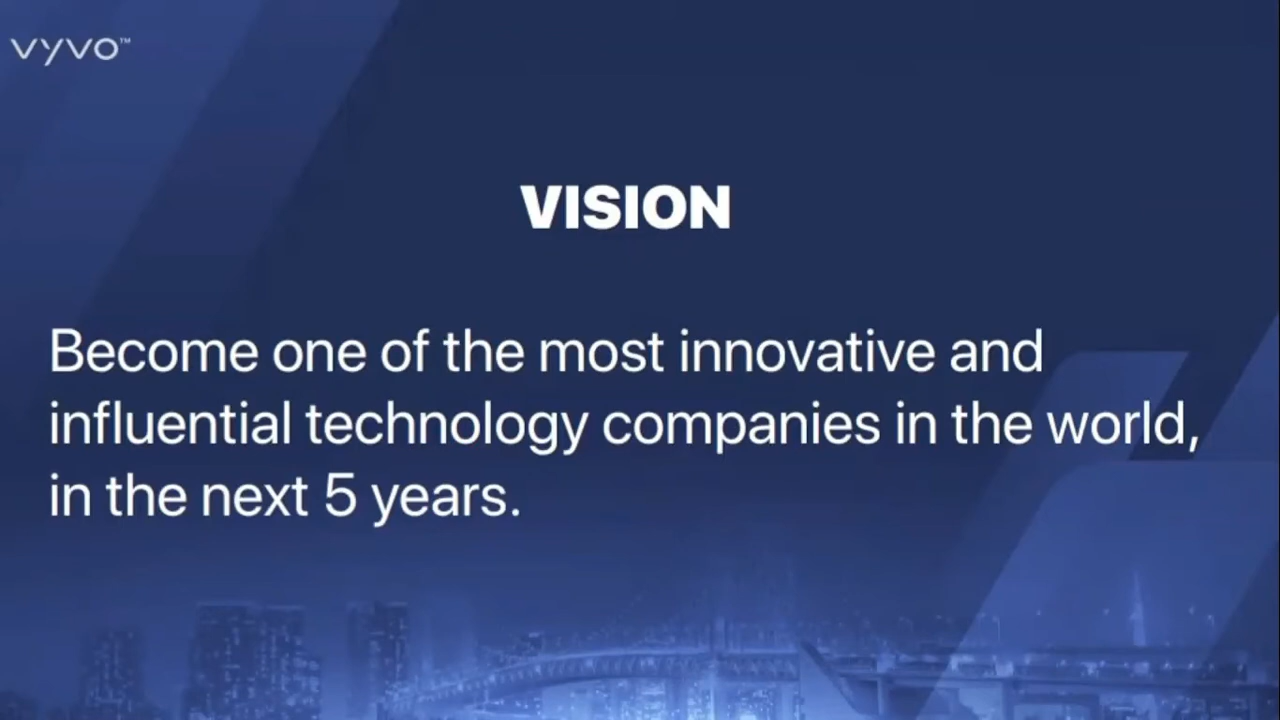 vyvo™
VISION
Become one of the most innovative and
influential technology companies in the world,
in the next 5 years.